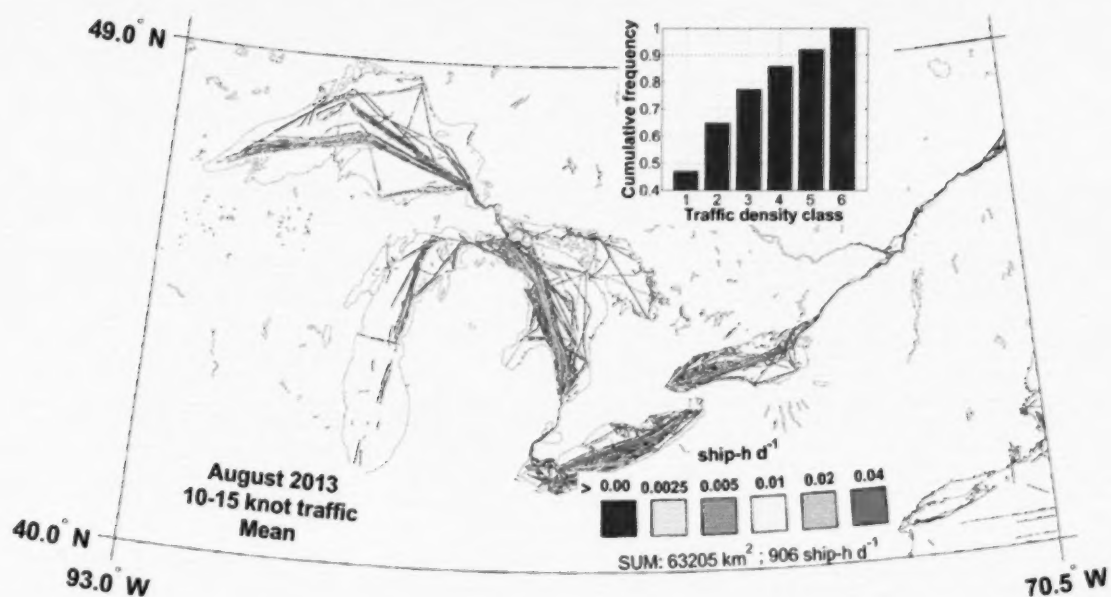 49.0° N
Cumulative frequency
1
0.9
0.8
0.7
0.6
0.5
0.4
1 2 3 4 5 6
Traffic density class
August 2013
10-15 knot traffic
Mean
ship-h d⁻¹
> 0.00 0.0025 0.005 0.01 0.02 0.04
SUM: 63205 km² ; 906 ship-h d⁻¹
40.0° N
93.0° W
70.5° W